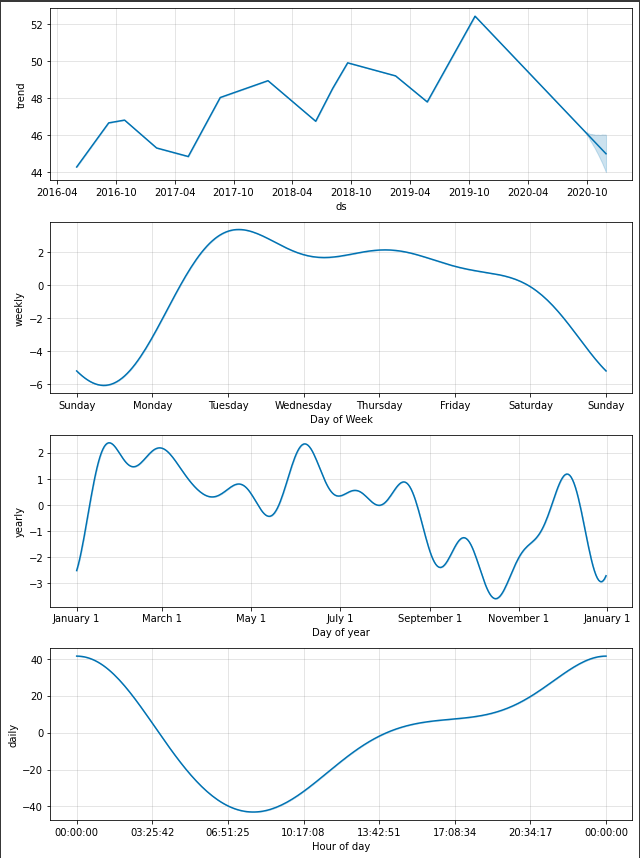 52
50
48
46
44
trend
2016-04 2016-10 2017-04 2017-10 2018-04 2018-10 2019-04 2019-10 2020-04 2020-10
ds
2
0
−2
−4
−6
weekly
Sunday Monday Tuesday Wednesday Thursday Friday Saturday Sunday
Day of Week
2
1
0
−1
−2
−3
yearly
January 1 March 1 May 1 July 1 September 1 November 1 January 1
Day of year
40
20
0
−20
−40
daily
00:00:00 03:25:42 06:51:25 10:17:08 13:42:51 17:08:34 20:34:17 00:00:00
Hour of day